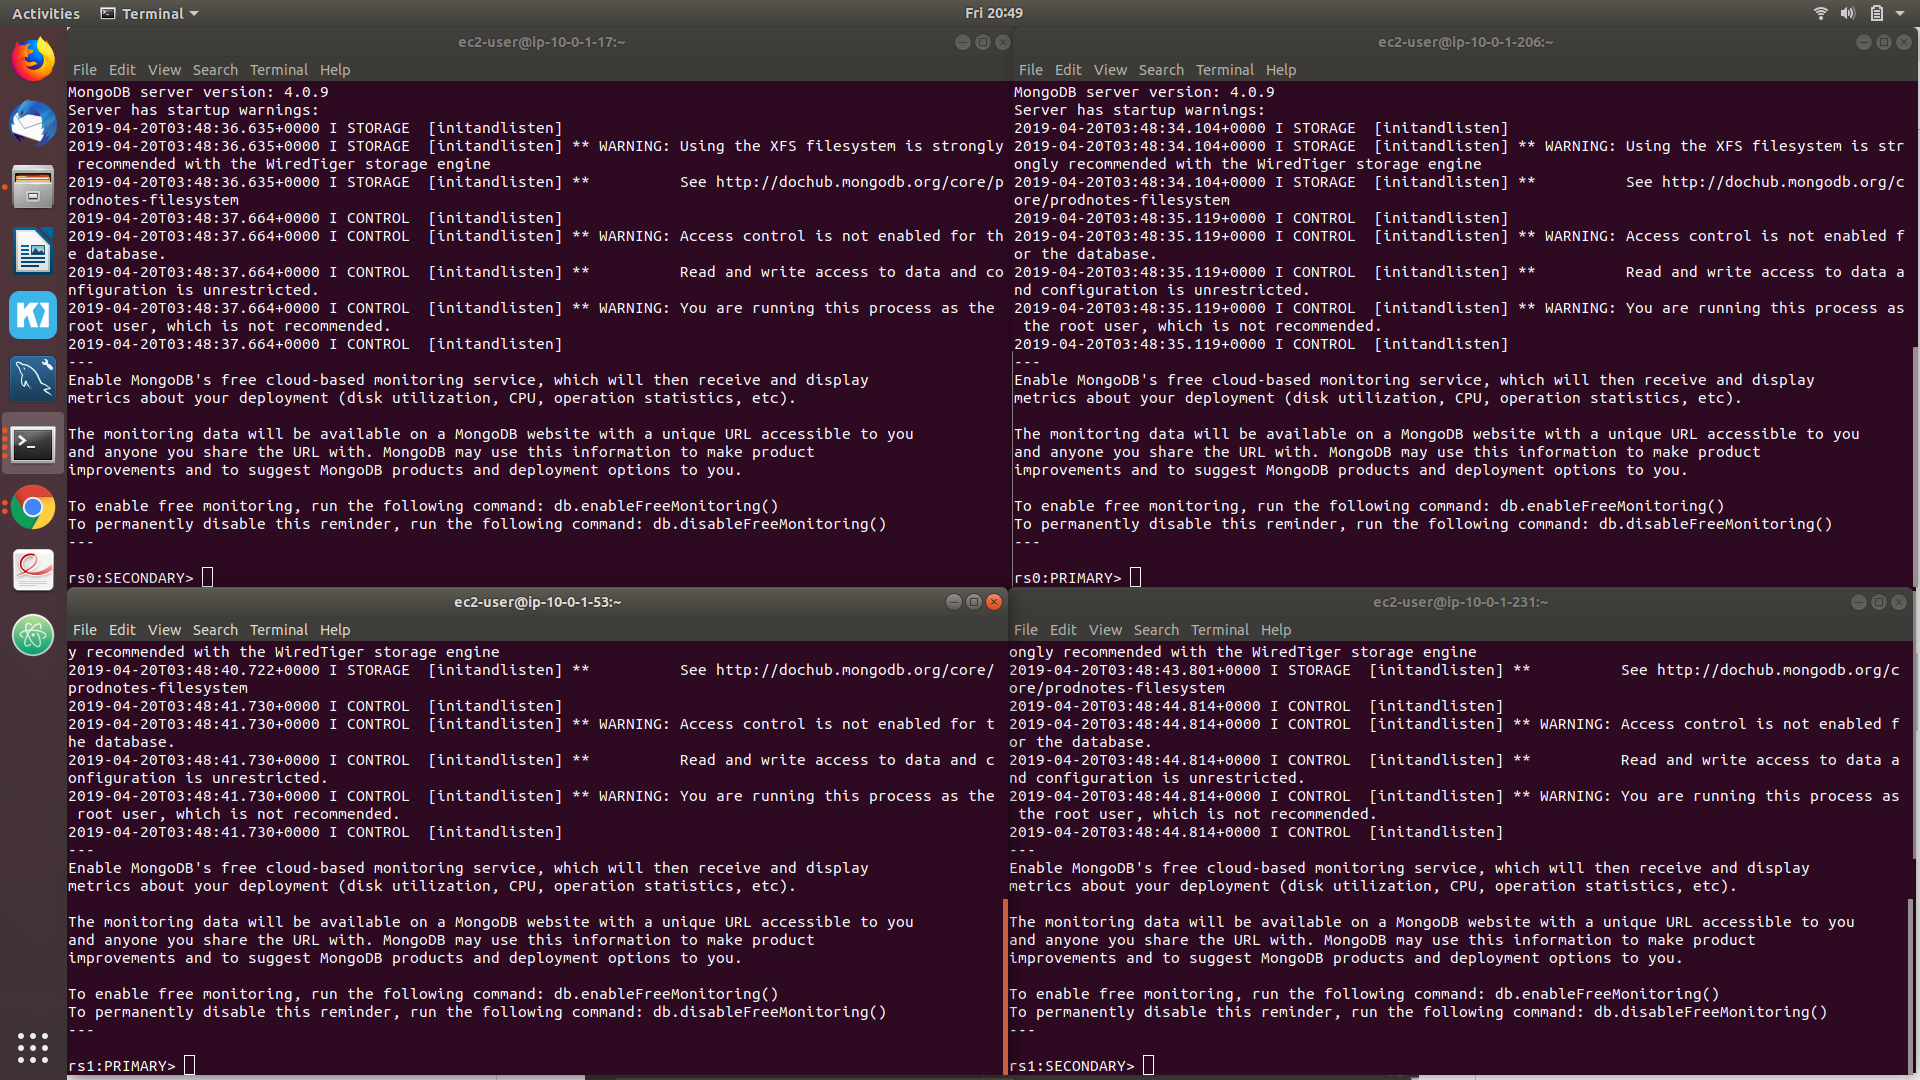 Activities Terminal Fri 20:49
ec2-user@ip-10-0-1-17:~
File Edit View Search Terminal Help
MongoDB server version: 4.0.9
Server has startup warnings:
2019-04-20T03:48:36.635+0000 I STORAGE  [initandlisten]
2019-04-20T03:48:36.635+0000 I STORAGE  [initandlisten] ** WARNING: Using the XFS filesystem is strongly
 recommended with the WiredTiger storage engine
2019-04-20T03:48:36.635+0000 I STORAGE  [initandlisten] **          See http://dochub.mongodb.org/core/p
rodnotes-filesystem
2019-04-20T03:48:37.664+0000 I CONTROL  [initandlisten]
2019-04-20T03:48:37.664+0000 I CONTROL  [initandlisten] ** WARNING: Access control is not enabled for th
e database.
2019-04-20T03:48:37.664+0000 I CONTROL  [initandlisten] **          Read and write access to data and co
nfiguration is unrestricted.
2019-04-20T03:48:37.664+0000 I CONTROL  [initandlisten] ** WARNING: You are running this process as the
root user, which is not recommended.
2019-04-20T03:48:37.664+0000 I CONTROL  [initandlisten]
---
Enable MongoDB's free cloud-based monitoring service, which will then receive and display
metrics about your deployment (disk utilization, CPU, operation statistics, etc).
The monitoring data will be available on a MongoDB website with a unique URL accessible to you
and anyone you share the URL with. MongoDB may use this information to make product
improvements and to suggest MongoDB products and deployment options to you.
To enable free monitoring, run the following command: db.enableFreeMonitoring()
To permanently disable this reminder, run the following command: db.disableFreeMonitoring()
---
rs0:SECONDARY>
ec2-user@ip-10-0-1-206:~
File Edit View Search Terminal Help
MongoDB server version: 4.0.9
Server has startup warnings:
2019-04-20T03:48:34.104+0000 I STORAGE  [initandlisten]
2019-04-20T03:48:34.104+0000 I STORAGE  [initandlisten] ** WARNING: Using the XFS filesystem is str
ongly recommended with the WiredTiger storage engine
2019-04-20T03:48:34.104+0000 I STORAGE  [initandlisten] **          See http://dochub.mongodb.org/c
ore/prodnotes-filesystem
2019-04-20T03:48:35.119+0000 I CONTROL  [initandlisten]
2019-04-20T03:48:35.119+0000 I CONTROL  [initandlisten] ** WARNING: Access control is not enabled f
or the database.
2019-04-20T03:48:35.119+0000 I CONTROL  [initandlisten] **          Read and write access to data a
nd configuration is unrestricted.
2019-04-20T03:48:35.119+0000 I CONTROL  [initandlisten] ** WARNING: You are running this process as
 the root user, which is not recommended.
2019-04-20T03:48:35.119+0000 I CONTROL  [initandlisten]
---
Enable MongoDB's free cloud-based monitoring service, which will then receive and display
metrics about your deployment (disk utilization, CPU, operation statistics, etc).
The monitoring data will be available on a MongoDB website with a unique URL accessible to you
and anyone you share the URL with. MongoDB may use this information to make product
improvements and to suggest MongoDB products and deployment options to you.
To enable free monitoring, run the following command: db.enableFreeMonitoring()
To permanently disable this reminder, run the following command: db.disableFreeMonitoring()
---
rs0:PRIMARY>
ec2-user@ip-10-0-1-53:~
File Edit View Search Terminal Help
y recommended with the WiredTiger storage engine
2019-04-20T03:48:40.722+0000 I STORAGE  [initandlisten] **          See http://dochub.mongodb.org/core/
prodnotes-filesystem
2019-04-20T03:48:41.730+0000 I CONTROL  [initandlisten]
2019-04-20T03:48:41.730+0000 I CONTROL  [initandlisten] ** WARNING: Access control is not enabled for t
he database.
2019-04-20T03:48:41.730+0000 I CONTROL  [initandlisten] **          Read and write access to data and c
onfiguration is unrestricted.
2019-04-20T03:48:41.730+0000 I CONTROL  [initandlisten] ** WARNING: You are running this process as the
 root user, which is not recommended.
2019-04-20T03:48:41.730+0000 I CONTROL  [initandlisten]
---
Enable MongoDB's free cloud-based monitoring service, which will then receive and display
metrics about your deployment (disk utilization, CPU, operation statistics, etc).
The monitoring data will be available on a MongoDB website with a unique URL accessible to you
and anyone you share the URL with. MongoDB may use this information to make product
improvements and to suggest MongoDB products and deployment options to you.
To enable free monitoring, run the following command: db.enableFreeMonitoring()
To permanently disable this reminder, run the following command: db.disableFreeMonitoring()
---
rs1:PRIMARY>
ec2-user@ip-10-0-1-231:~
File Edit View Search Terminal Help
ongly recommended with the WiredTiger storage engine
2019-04-20T03:48:43.801+0000 I STORAGE  [initandlisten] **          See http://dochub.mongodb.org/c
ore/prodnotes-filesystem
2019-04-20T03:48:44.814+0000 I CONTROL  [initandlisten]
2019-04-20T03:48:44.814+0000 I CONTROL  [initandlisten] ** WARNING: Access control is not enabled f
or the database.
2019-04-20T03:48:44.814+0000 I CONTROL  [initandlisten] **          Read and write access to data a
nd configuration is unrestricted.
2019-04-20T03:48:44.814+0000 I CONTROL  [initandlisten] ** WARNING: You are running this process as
 the root user, which is not recommended.
2019-04-20T03:48:44.814+0000 I CONTROL  [initandlisten]
---
Enable MongoDB's free cloud-based monitoring service, which will then receive and display
metrics about your deployment (disk utilization, CPU, operation statistics, etc).
The monitoring data will be available on a MongoDB website with a unique URL accessible to you
and anyone you share the URL with. MongoDB may use this information to make product
improvements and to suggest MongoDB products and deployment options to you.
To enable free monitoring, run the following command: db.enableFreeMonitoring()
To permanently disable this reminder, run the following command: db.disableFreeMonitoring()
---
rs1:SECONDARY>